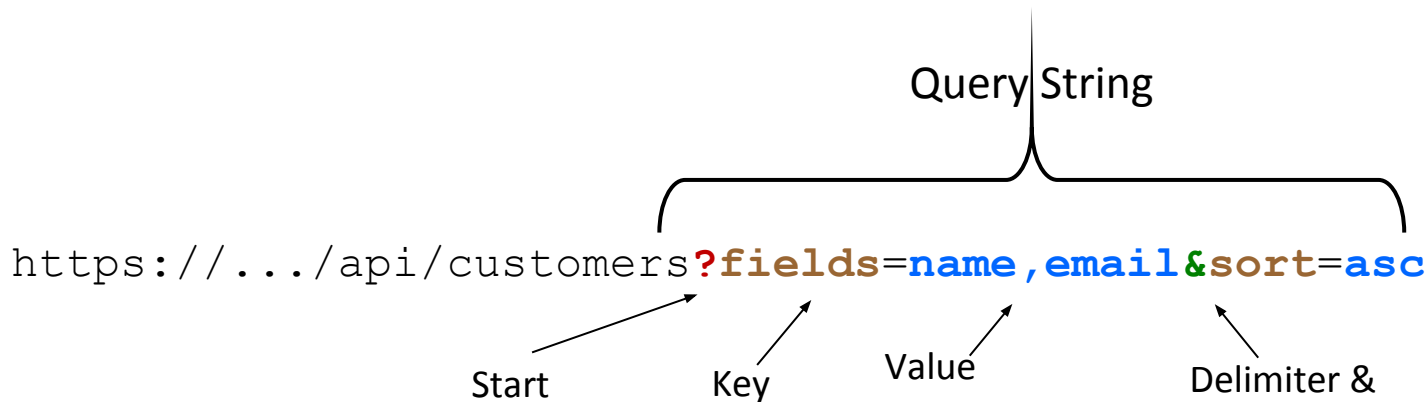 Query String
https://.../api/customers?fields=name,email&sort=asc
Start
Key
Value
Delimiter &